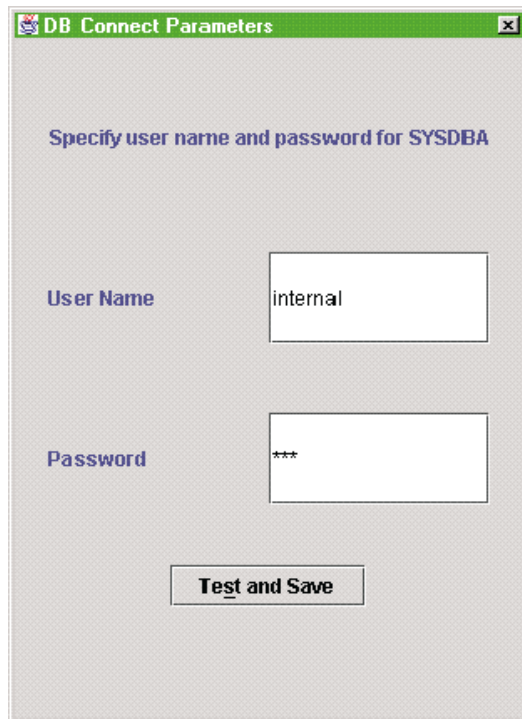 DB Connect Parameters
Specify user name and password for SYSDBA
User Name
internal
Password
***
Test and Save